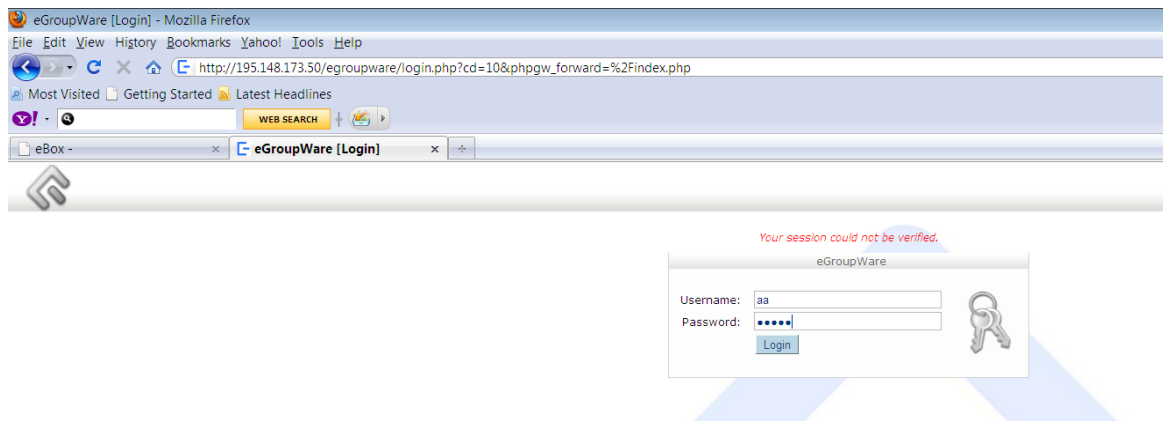 eGroupWare [Login] - Mozilla Firefox
File Edit View History Bookmarks Yahoo! Tools Help
http://195.148.173.50/egroupware/login.php?cd=10&phpgw_forward=%2Findex.php
Most Visited Getting Started Latest Headlines
Y! WEB SEARCH
eBox - eGroupWare [Login]
Your session could not be verified.
eGroupWare
Username: aa
Password: •••••
Login